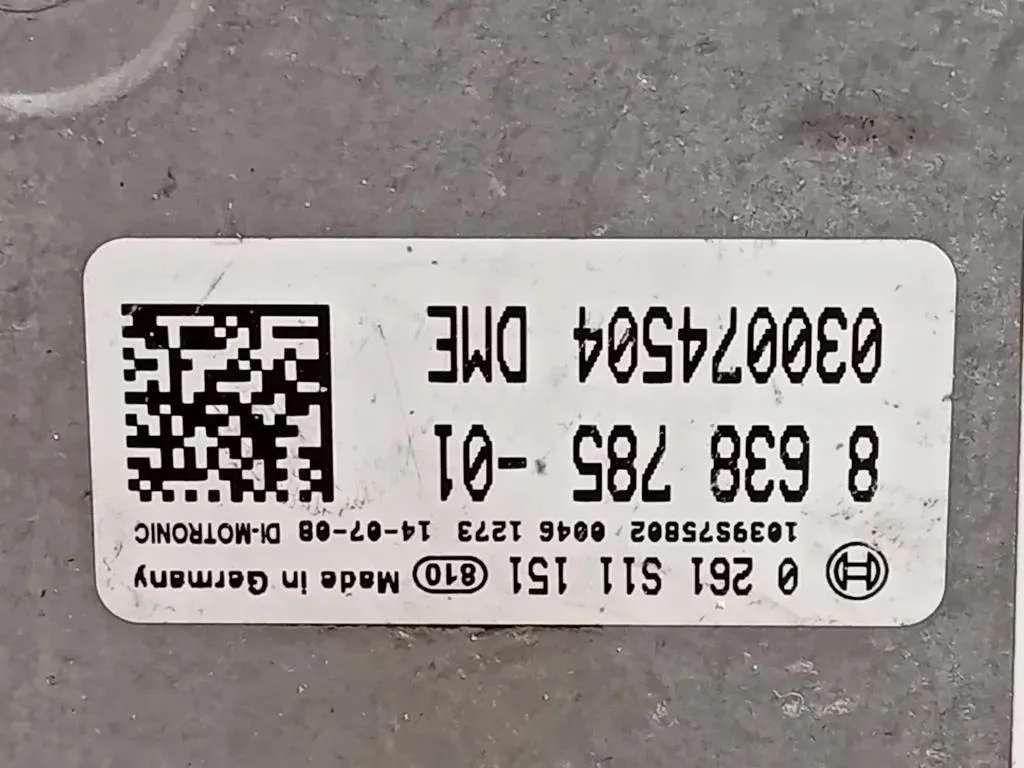 0 261 S11 151 810 Made in Germany
1039S75802 0046 1273 14-07-08 DI-MOTRONIC
8 638 785 -01
030074504 DME